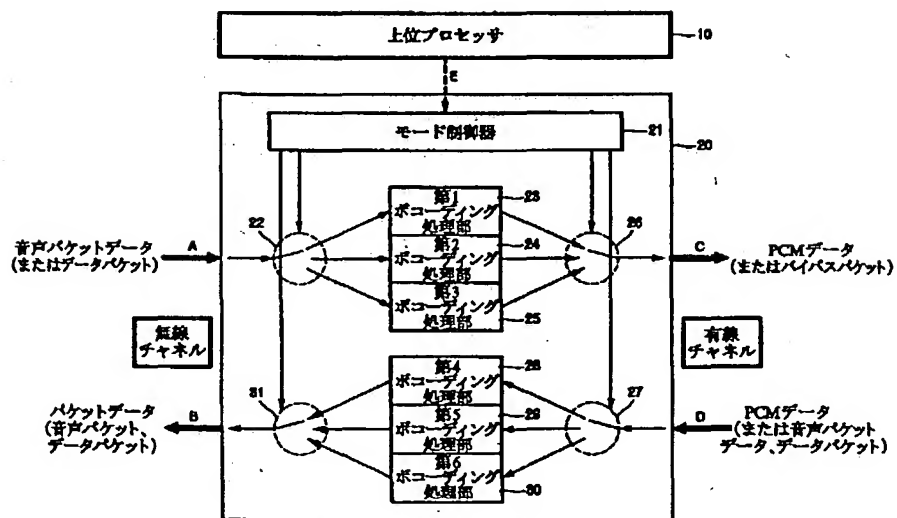 上位プロセッサ
10
E
モード制御器
21
20
第1
ボコーディング
処理部
23
22
第2
ボコーディング
処理部
24
26
音声パケットデータ
(またはデータパケット)
A
C
PCMデータ
(またはバイパスパケット)
第3
ボコーディング
処理部
25
無線
チャネル
有線
チャネル
第4
ボコーディング
処理部
28
31
27
パケットデータ
(音声パケット、
データパケット)
B
第5
ボコーディング
処理部
29
D
PCMデータ
(または音声パケット
データ、データパケット)
第6
ボコーディング
処理部
30